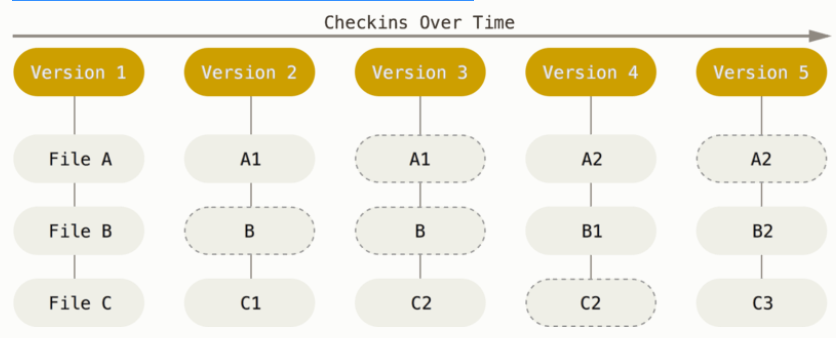 Checkins Over Time
Version 1 Version 2 Version 3 Version 4 Version 5
File A A1 A1 A2 A2
File B B B B1 B2
File C C1 C2 C2 C3